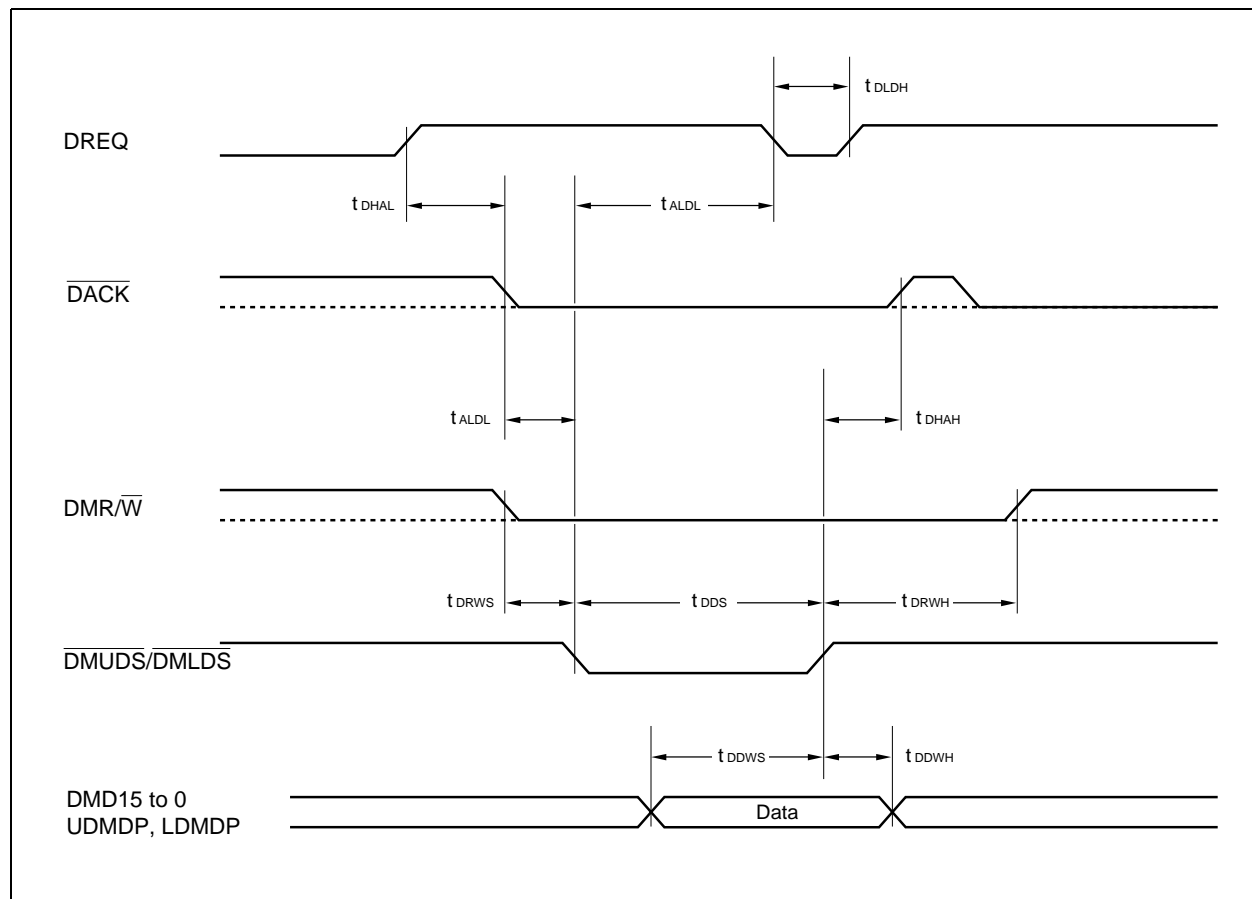 t DLDH
DREQ
t DHAL
t ALDL
DACK
t ALDL
t DHAH
DMR/W
t DRWS
t DDS
t DRWH
DMUDS/DMLDS
t DDWS
t DDWH
DMD15 to 0
UDMDP, LDMDP
Data